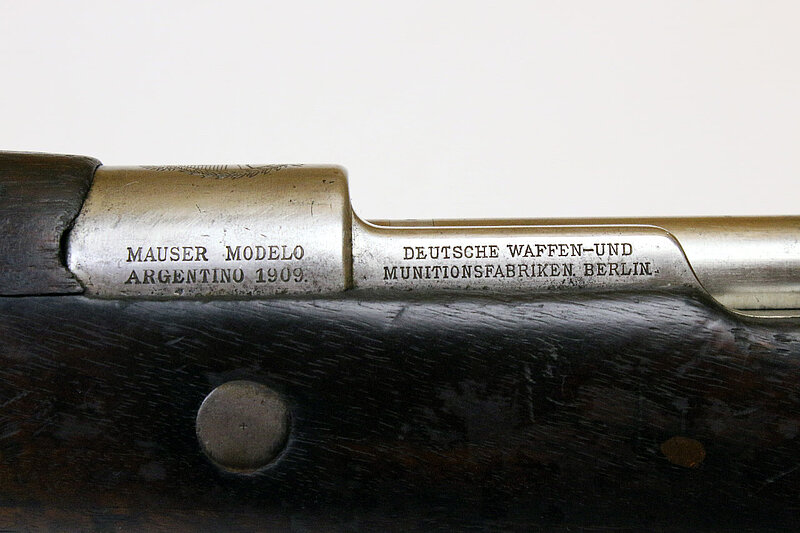 MAUSER MODELO
ARGENTINO 1909.
DEUTSCHE WAFFEN-UND
MUNITIONSFABRIKEN. BERLIN.